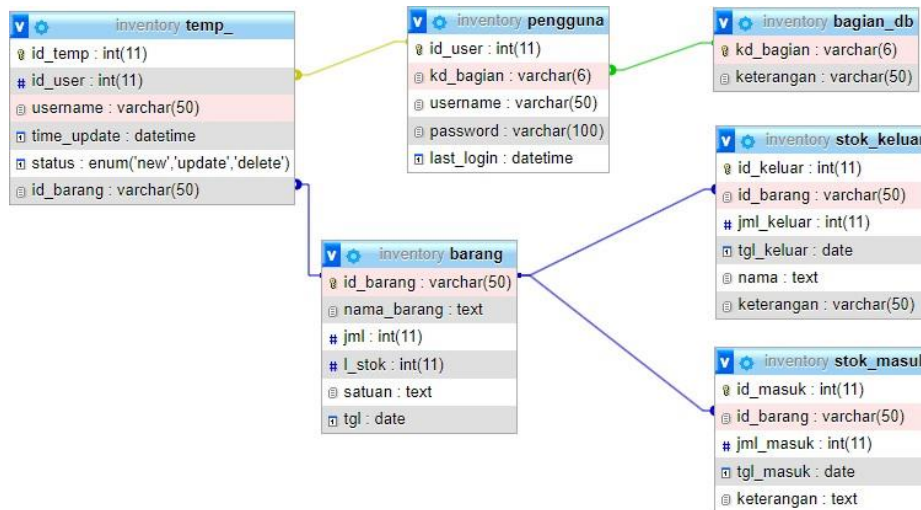 inventory temp_
id_temp : int(11)
id_user : int(11)
username : varchar(50)
time_update : datetime
status : enum('new','update','delete')
id_barang : varchar(50)
inventory pengguna
id_user : int(11)
kd_bagian : varchar(6)
username : varchar(50)
password : varchar(100)
last_login : datetime
inventory bagian_db
kd_bagian : varchar(6)
keterangan : varchar(50)
inventory barang
id_barang : varchar(50)
nama_barang : text
jml : int(11)
l_stok : int(11)
satuan : text
tgl : date
inventory stok_keluar
id_keluar : int(11)
id_barang : varchar(50)
jml_keluar : int(11)
tgl_keluar : date
nama : text
keterangan : varchar(50)
inventory stok_masuk
id_masuk : int(11)
id_barang : varchar(50)
jml_masuk : int(11)
tgl_masuk : date
keterangan : text